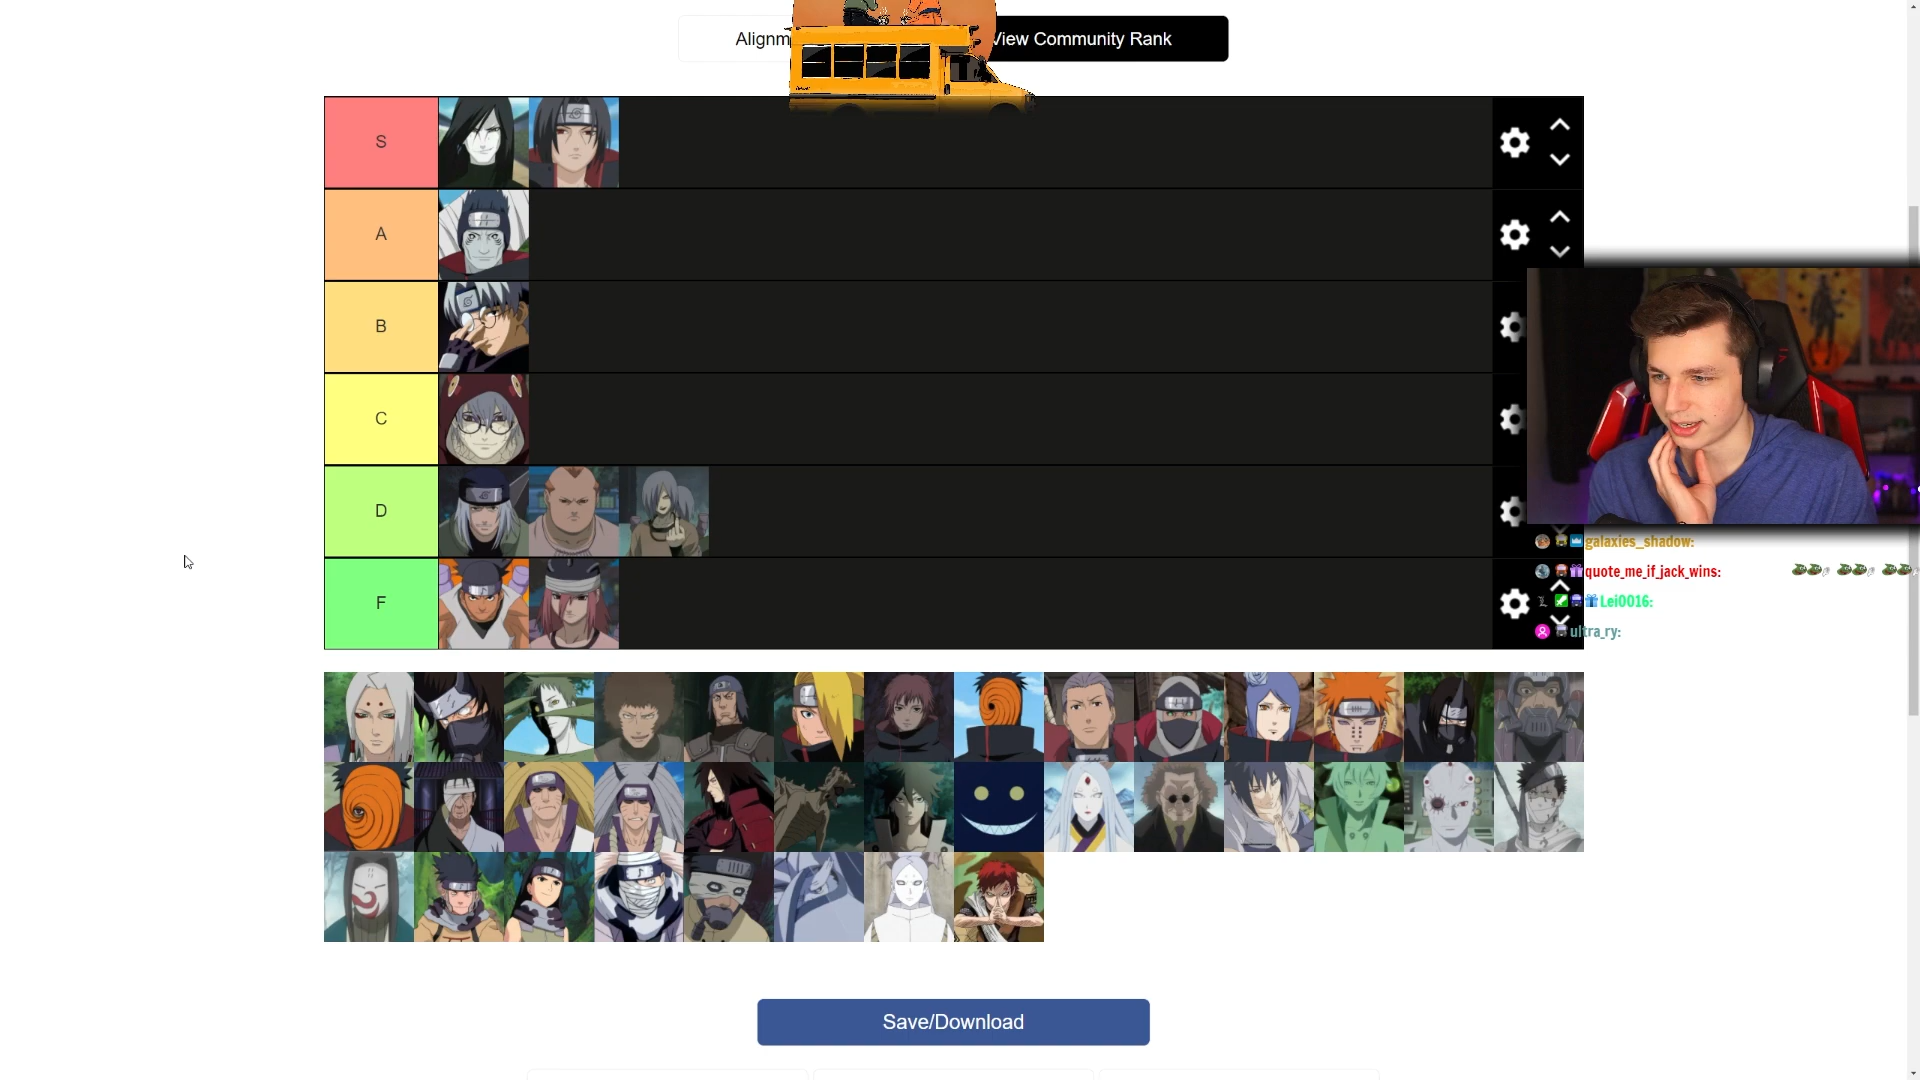 Alignm
View Community Rank
S
A
B
C
D
F
galaxies_shadow:
quote_me_if_jack_wins:
Lei0016:
ultra_ry:
Save/Download